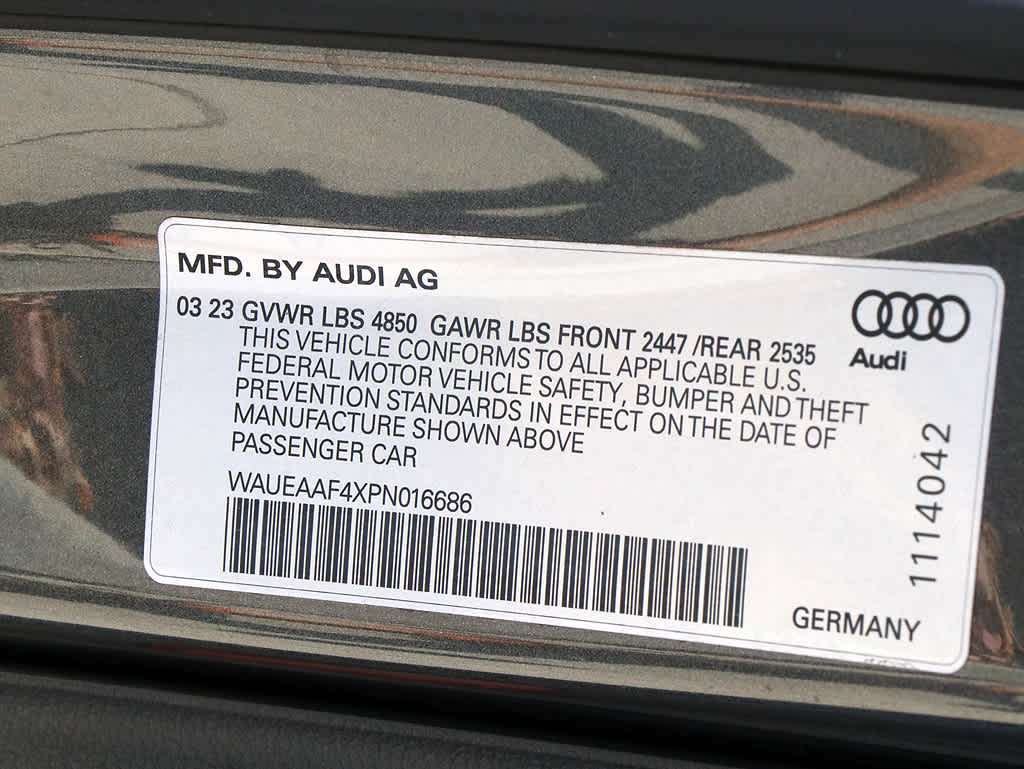 MFD. BY AUDI AG
03 23 GVWR LBS 4850 GAWR LBS FRONT 2447 /REAR 2535
THIS VEHICLE CONFORMS TO ALL APPLICABLE U.S.
FEDERAL MOTOR VEHICLE SAFETY, BUMPER AND THEFT
PREVENTION STANDARDS IN EFFECT ON THE DATE OF
MANUFACTURE SHOWN ABOVE
PASSENGER CAR
WAUEAAF4XPN016686
Audi
1114042
GERMANY